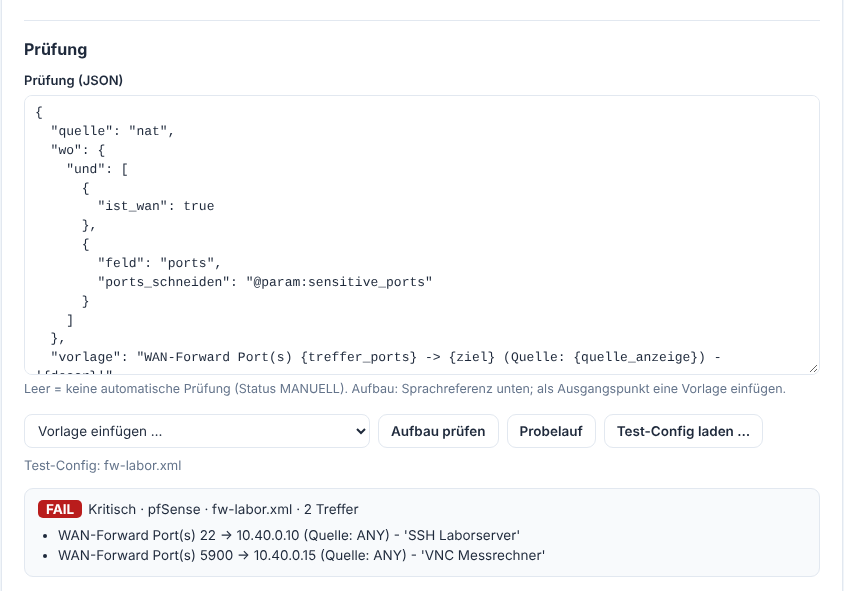 Prüfung
Prüfung (JSON)
{
  "quelle": "nat",
  "wo": {
    "und": [
      {
        "ist_wan": true
      },
      {
        "feld": "ports",
        "ports_schneiden": "@param:sensitive_ports"
      }
    ]
  },
  "vorlage": "WAN-Forward Port(s) {treffer_ports} -> {ziel} (Quelle: {quelle_anzeige}) -
Leer = keine automatische Prüfung (Status MANUELL). Aufbau: Sprachreferenz unten; als Ausgangspunkt eine Vorlage einfügen.
Vorlage einfügen ... Aufbau prüfen Probelauf Test-Config laden ...
Test-Config: fw-labor.xml
FAIL Kritisch · pfSense · fw-labor.xml · 2 Treffer
• WAN-Forward Port(s) 22 -> 10.40.0.10 (Quelle: ANY) - 'SSH Laborserver'
• WAN-Forward Port(s) 5900 -> 10.40.0.15 (Quelle: ANY) - 'VNC Messrechner'